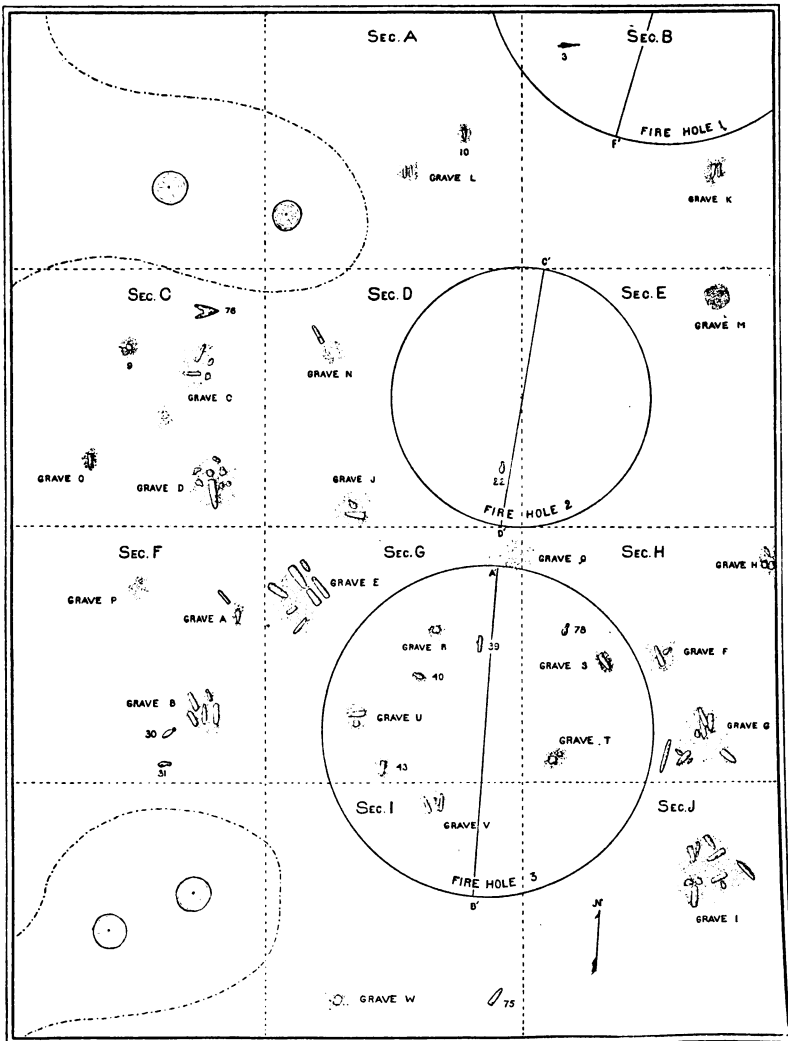 SEC. A
SEC. B
3
FIRE HOLE 1
F'
10
GRAVE L
GRAVE K
C'
SEC. C
SEC. D
SEC. E
76
GRAVE M
9
GRAVE N
GRAVE C
GRAVE O
GRAVE D
22
GRAVE J
FIRE HOLE 2
D'
SEC. F
SEC. G
GRAVE Q
SEC. H
A'
GRAVE H
GRAVE E
GRAVE P
GRAVE A
GRAVE R
39
78
40
GRAVE S
GRAVE F
GRAVE B
GRAVE U
GRAVE G
30
GRAVE T
31
43
SEC. I
SEC. J
GRAVE V
FIRE HOLE 3
B'
N
GRAVE I
GRAVE W
75